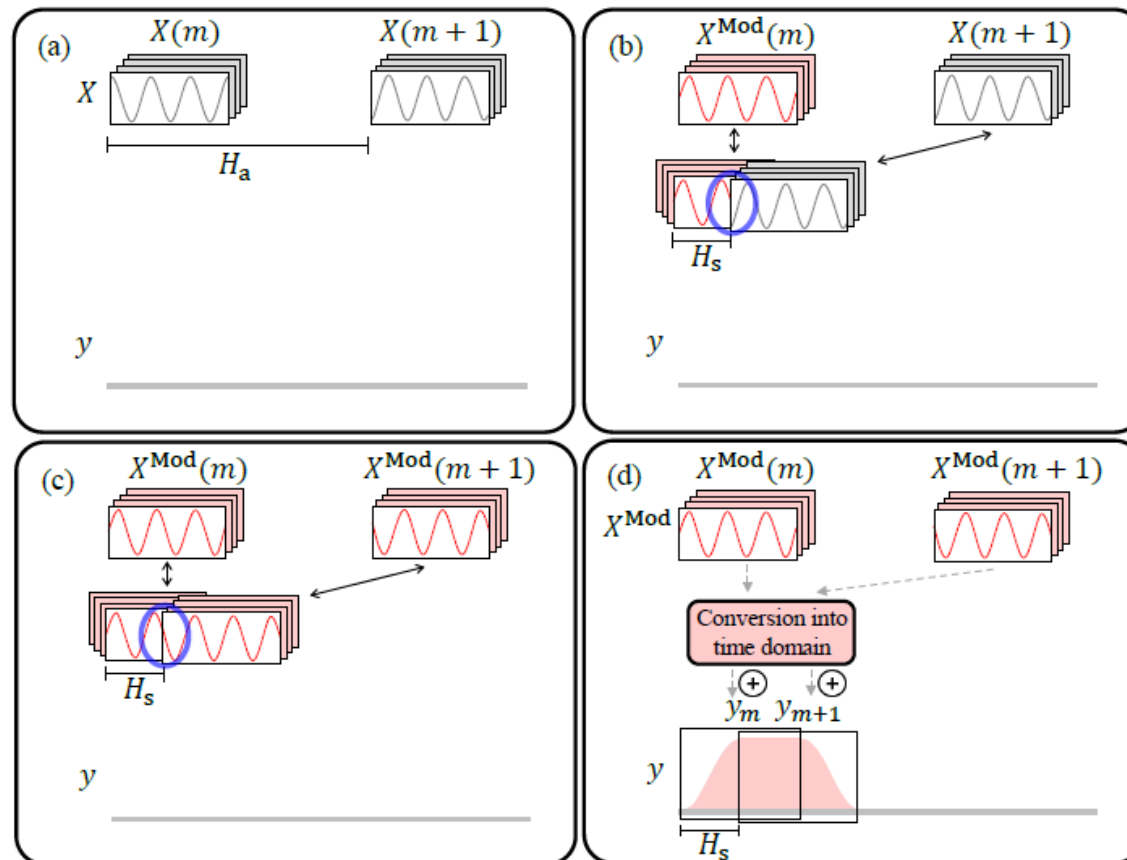 (a)
X(m)
X(m + 1)
X
H_a
y
(b)
X^Mod(m)
X(m + 1)
H_s
y
(c)
X^Mod(m)
X^Mod(m + 1)
H_s
y
(d)
X^Mod(m)
X^Mod(m + 1)
X^Mod
Conversion into
time domain
+
+
y_m
y_{m+1}
y
H_s